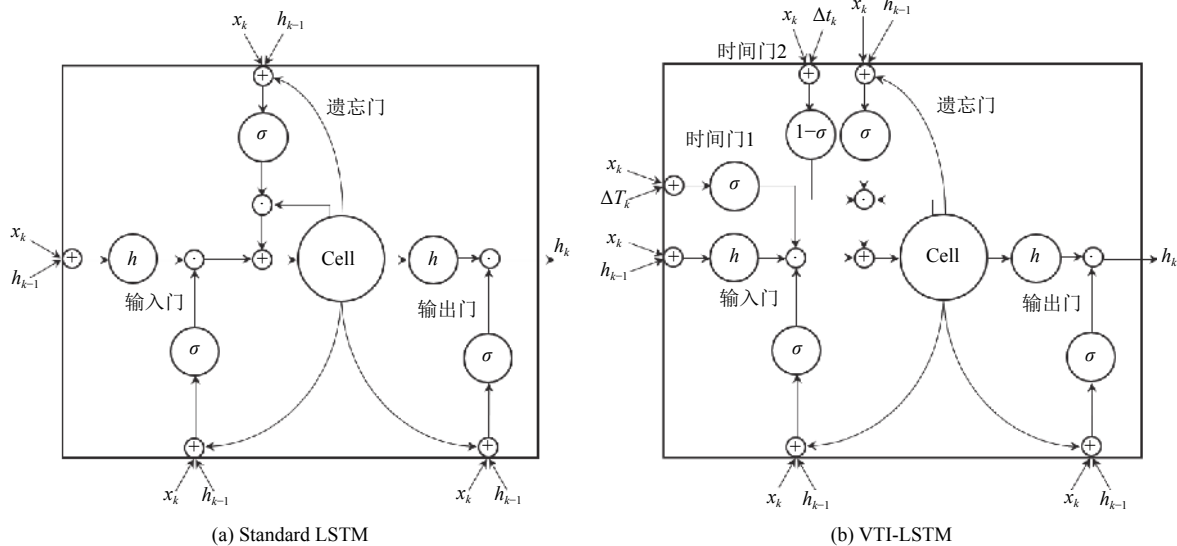 x_k h_{k−1}
+
遗忘门
σ
·
x_k
h_{k−1}
+ h · + Cell h · h_k
输入门 输出门
σ σ
+ +
x_k h_{k−1} x_k h_{k−1}
(a) Standard LSTM
x_k Δt_k x_k h_{k−1}
时间门2
+ +
遗忘门
1−σ σ
时间门1
x_k
ΔT_k
+ σ ·
x_k
h_{k−1}
+ h · + Cell h · h_k
输入门 输出门
σ σ
+ +
x_k h_{k−1} x_k h_{k−1}
(b) VTI-LSTM